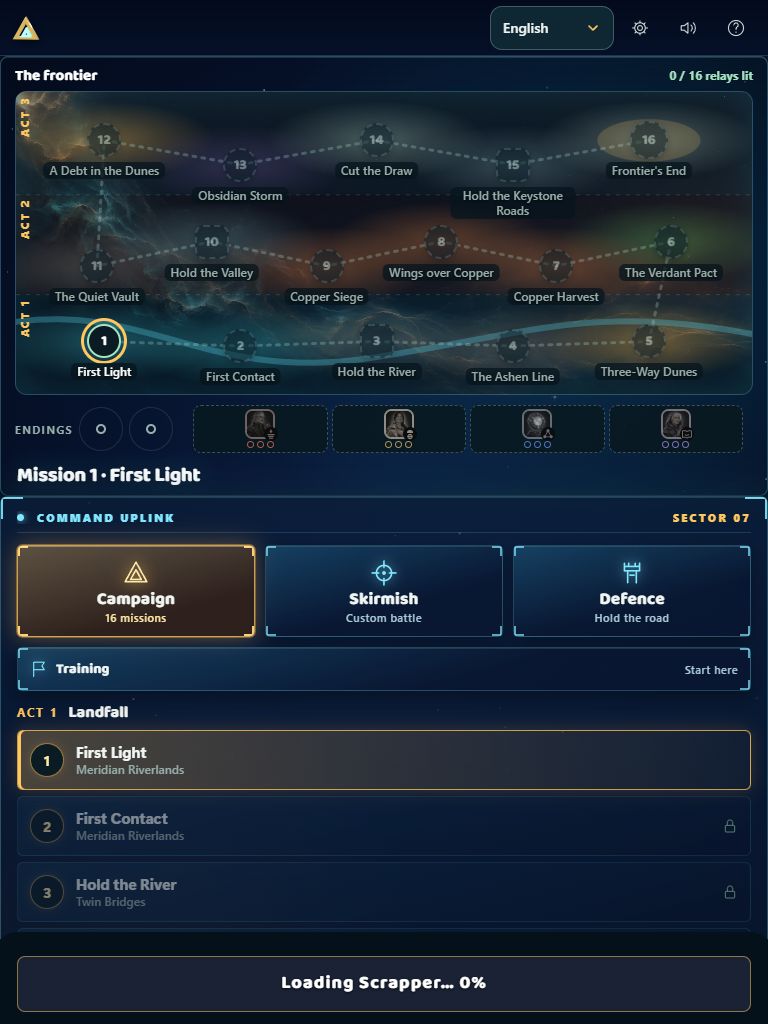 English
The frontier
0 / 16 relays lit
ACT 3
12
13
14
15
16
A Debt in the Dunes
Obsidian Storm
Cut the Draw
Hold the Keystone
Roads
Frontier's End
ACT 2
11
10
9
8
7
6
The Quiet Vault
Hold the Valley
Copper Siege
Wings over Copper
Copper Harvest
The Verdant Pact
ACT 1
1
2
3
4
5
First Light
First Contact
Hold the River
The Ashen Line
Three-Way Dunes
ENDINGS
Mission 1 · First Light
COMMAND UPLINK
SECTOR 07
Campaign
16 missions
Skirmish
Custom battle
Defence
Hold the road
Training
Start here
ACT 1 Landfall
1
First Light
Meridian Riverlands
2
First Contact
Meridian Riverlands
3
Hold the River
Twin Bridges
Loading Scrapper... 0%